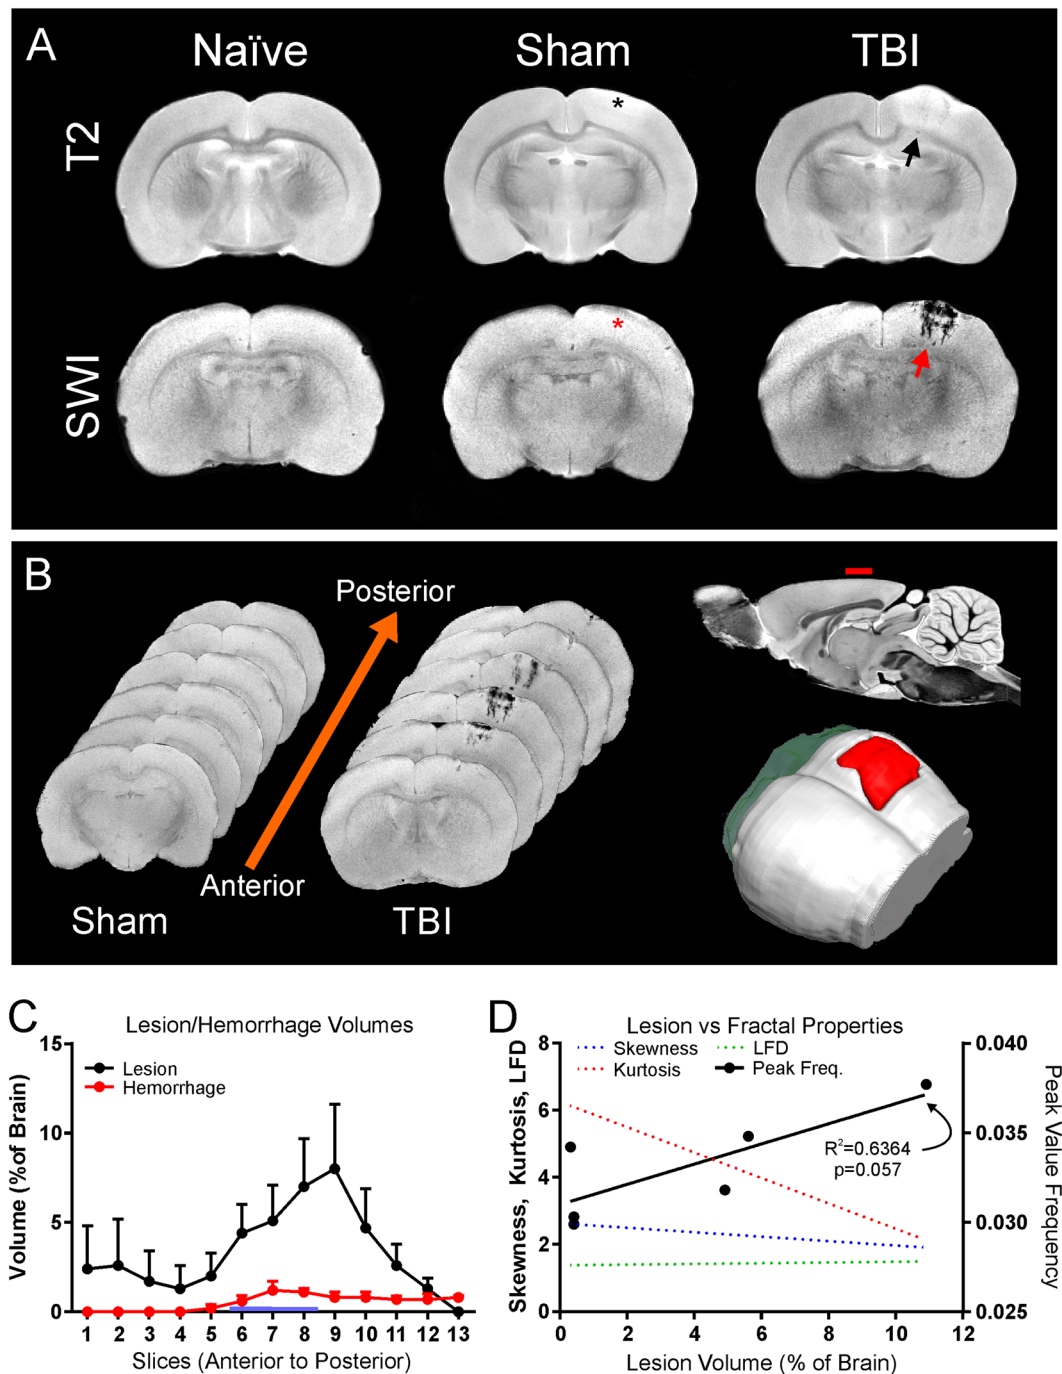 A
Naïve Sham TBI
T2
*
SWI
*
B
Posterior
Anterior
Sham
TBI
C
Lesion/Hemorrhage Volumes
Lesion
Hemorrhage
Volume (%of Brain)
15
10
5
0
1 2 3 4 5 6 7 8 9 10 11 12 13
Slices (Anterior to Posterior)
D
Lesion vs Fractal Properties
Skewness LFD
Kurtosis Peak Freq.
Skewness, Kurtosis, LFD
8
6
4
2
0
R²=0.6364
p=0.057
0.040
0.035
0.030
0.025
Peak Value Frequency
0 2 4 6 8 10 12
Lesion Volume (% of Brain)